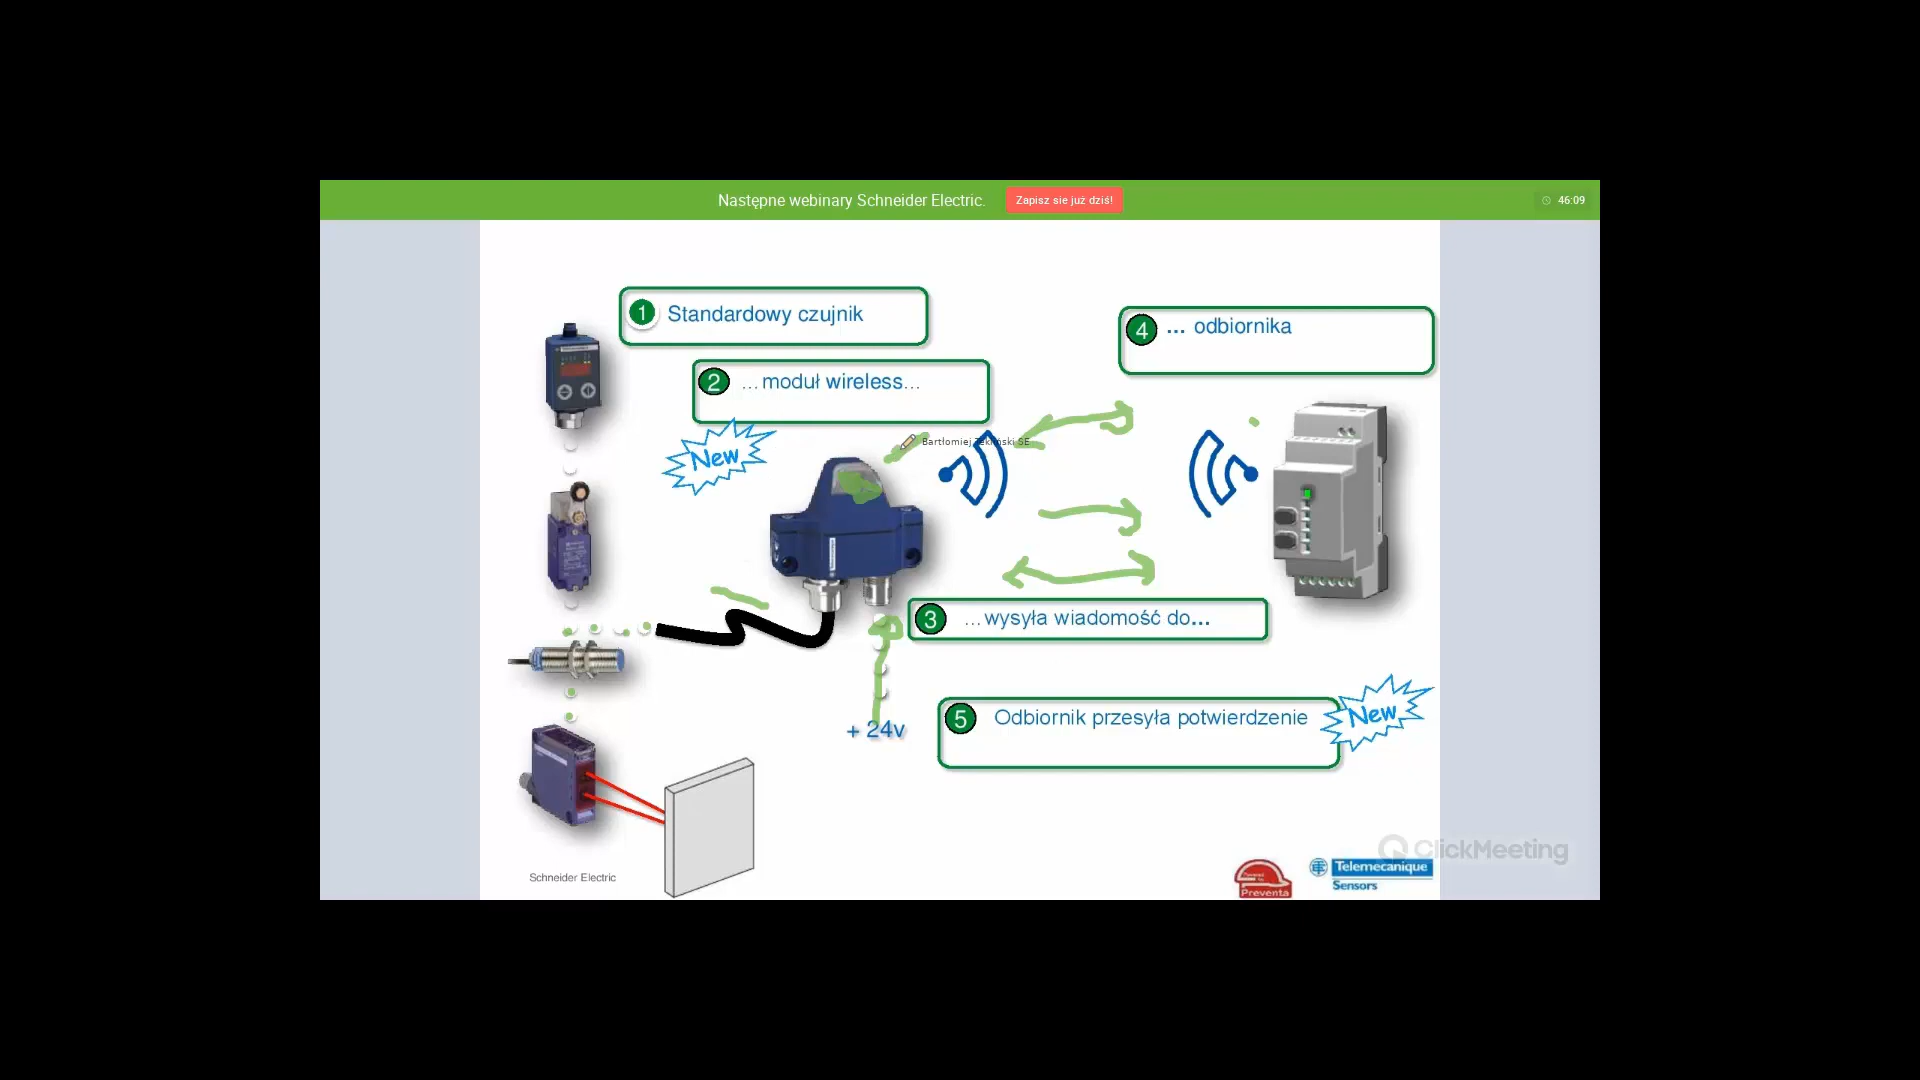 Następne webinary Schneider Electric.
Zapisz sie już dziś!
46:09
1 Standardowy czujnik
4 ... odbiornika
2 ...moduł wireless...
New
3 ...wysyła wiadomość do...
+ 24v
5 Odbiornik przesyła potwierdzenie
New
Schneider Electric
ClickMeeting
Preventa
Telemecanique
Sensors